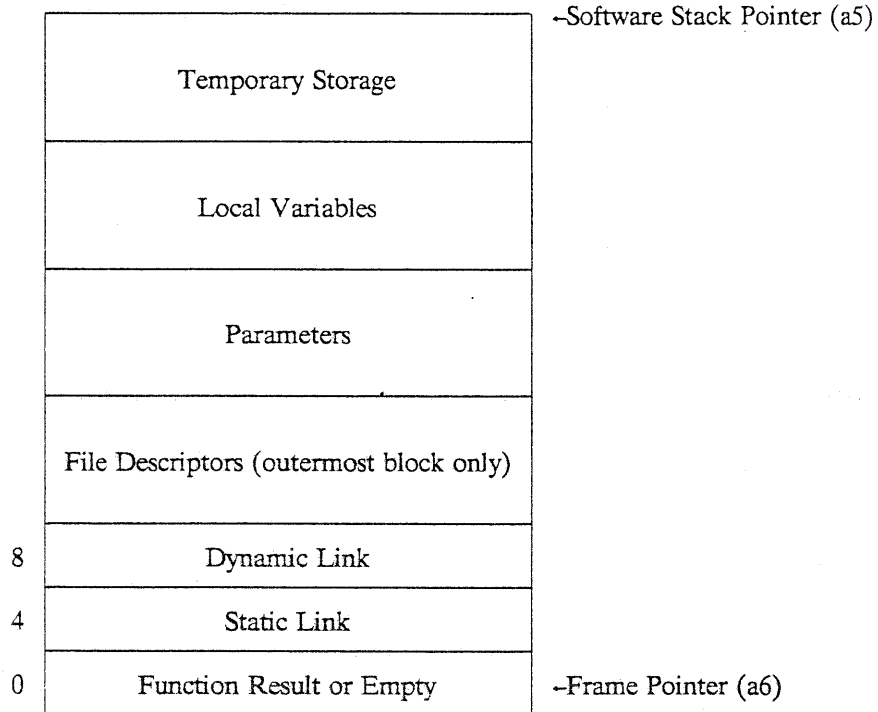 ←Software Stack Pointer (a5)
Temporary Storage
Local Variables
Parameters
File Descriptors (outermost block only)
8 Dynamic Link
4 Static Link
0 Function Result or Empty ←Frame Pointer (a6)